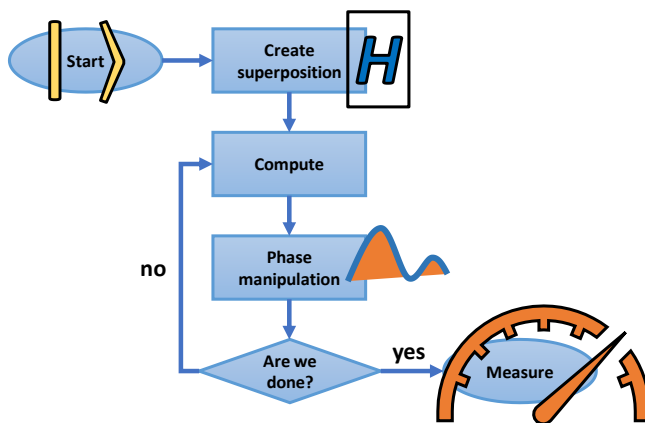 Start
Create
superposition
H
Compute
Phase
manipulation
no
Are we
done?
yes
Measure